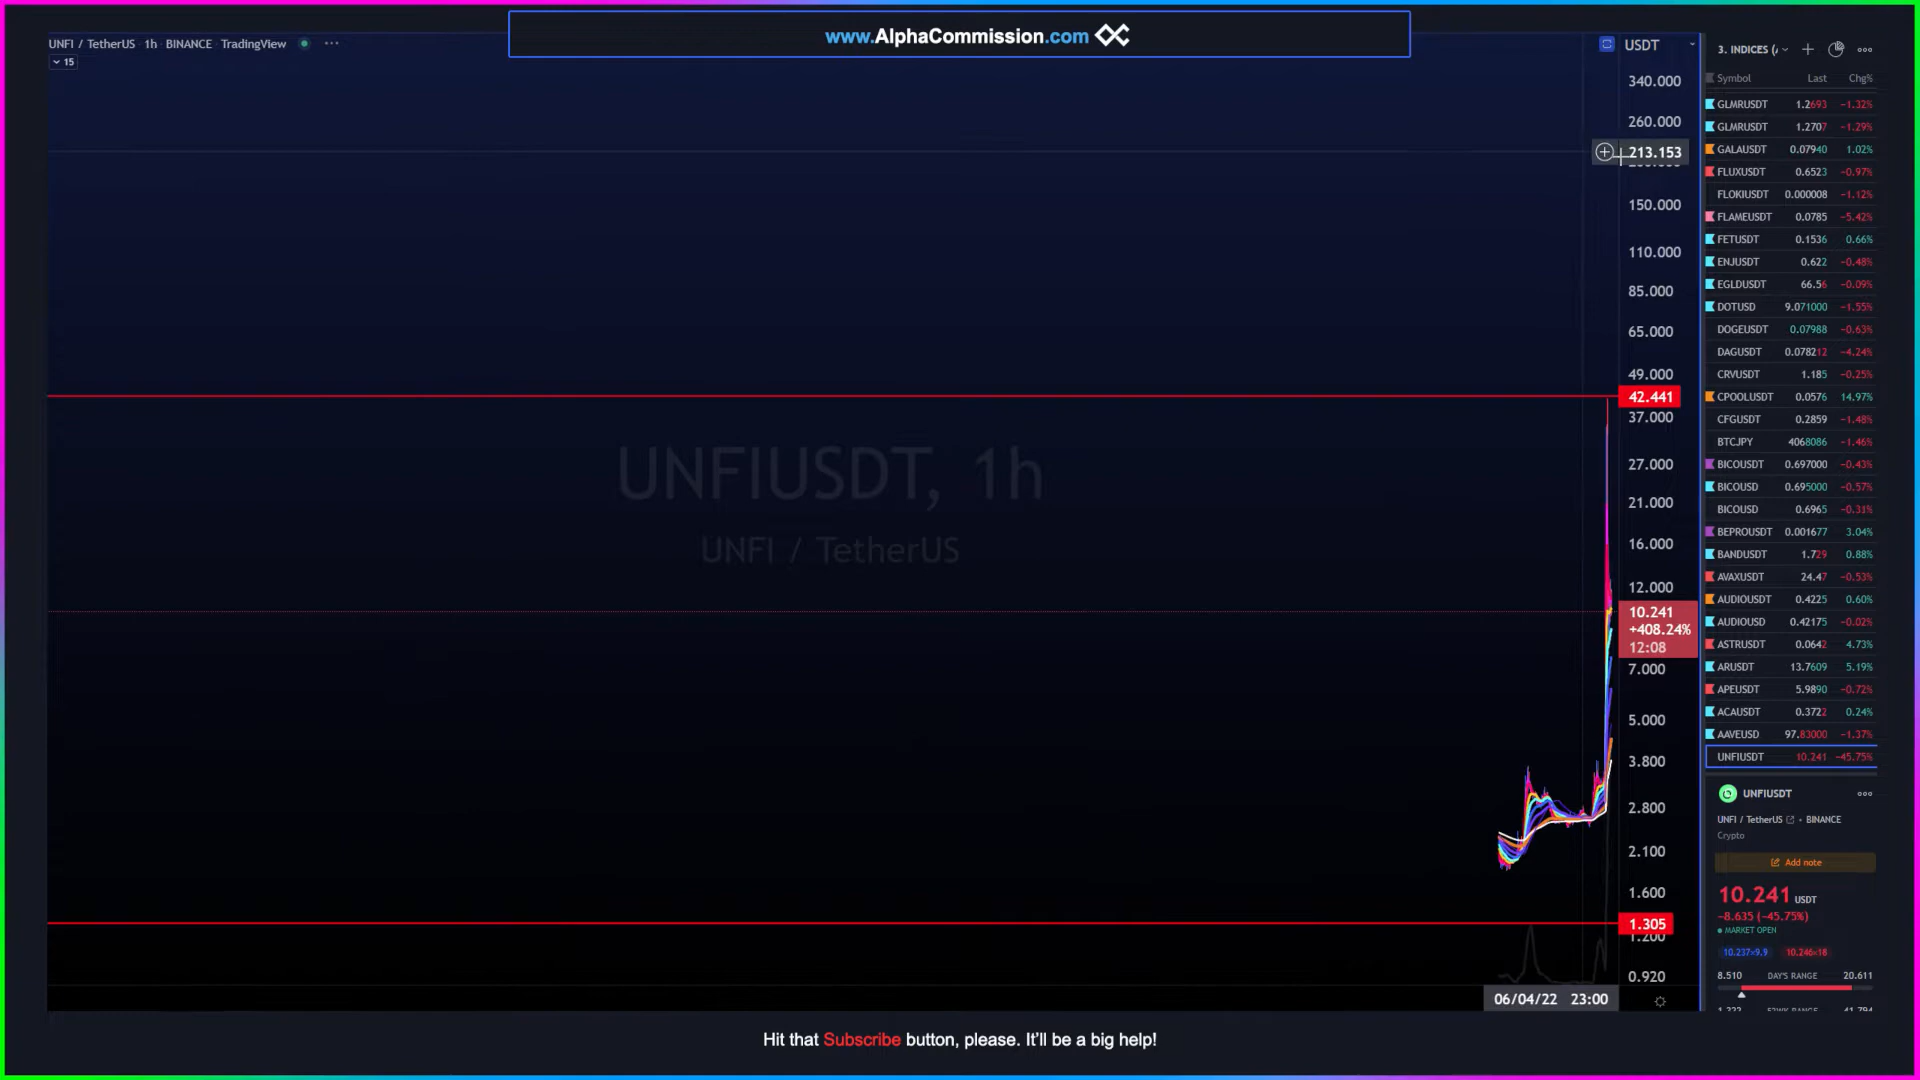 www.AlphaCommission.com
UNFI / TetherUS 1h BINANCE TradingView
15
USDT
340.000
260.000
213.153
150.000
110.000
85.000
65.000
49.000
42.441
37.000
27.000
21.000
16.000
12.000
10.241
+408.24%
12:08
7.000
5.000
3.800
2.800
2.100
1.600
1.305
1.200
0.920
UNFIUSDT, 1h
UNFI / TetherUS
06/04/22 23:00
3. INDICES (
Symbol Last Chg%
GLMRUSDT 1.2693 −1.32%
GLMRUSDT 1.2707 −1.29%
GALAUSDT 0.07940 1.02%
FLUXUSDT 0.6523 −0.97%
FLOKIUSDT 0.000008 −1.12%
FLAMEUSDT 0.0785 −5.42%
FETUSDT 0.1536 0.66%
ENJUSDT 0.622 −0.48%
EGLDUSDT 66.56 −0.09%
DOTUSD 9.071000 −1.55%
DOGEUSDT 0.07988 −0.63%
DAGUSDT 0.078212 −4.24%
CRVUSDT 1.185 −0.25%
CPOOLUSDT 0.0576 14.97%
CFGUSDT 0.2859 −1.48%
BTCJPY 4068086 −1.46%
BICOUSDT 0.697000 −0.43%
BICOUSD 0.695000 −0.57%
BICOUSD 0.6965 −0.31%
BEPROUSDT 0.001677 3.04%
BANDUSDT 1.729 0.88%
AVAXUSDT 24.47 −0.53%
AUDIOUSDT 0.4225 0.60%
AUDIOUSD 0.42175 −0.02%
ASTRUSDT 0.0642 4.73%
ARUSDT 13.7609 5.19%
APEUSDT 5.9890 −0.72%
ACAUSDT 0.3722 0.24%
AAVEUSD 97.83000 −1.37%
UNFIUSDT 10.241 −45.75%
UNFIUSDT
UNFI / TetherUS • BINANCE
Crypto
Add note
10.241 USDT
−8.635 (−45.75%)
MARKET OPEN
10.237×9.9 10.246×18
8.510 DAY'S RANGE 20.611
Hit that Subscribe button, please. It'll be a big help!